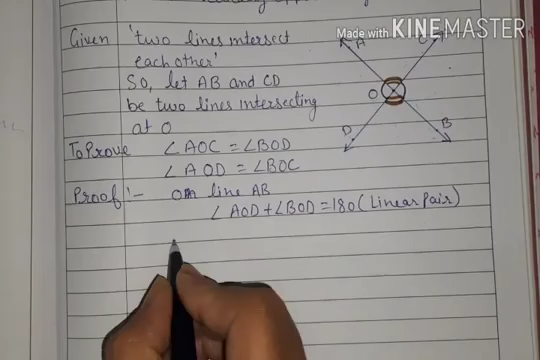 Made with KINEMASTER
Given 'two lines intersect
each other'
So, let AB and CD
be two lines intersecting
at O
To Prove ∠AOC = ∠BOD
∠AOD = ∠BOC
Proof:- On line AB
∠AOD + ∠BOD = 180 (Linear Pair)
A
C
O
D
B